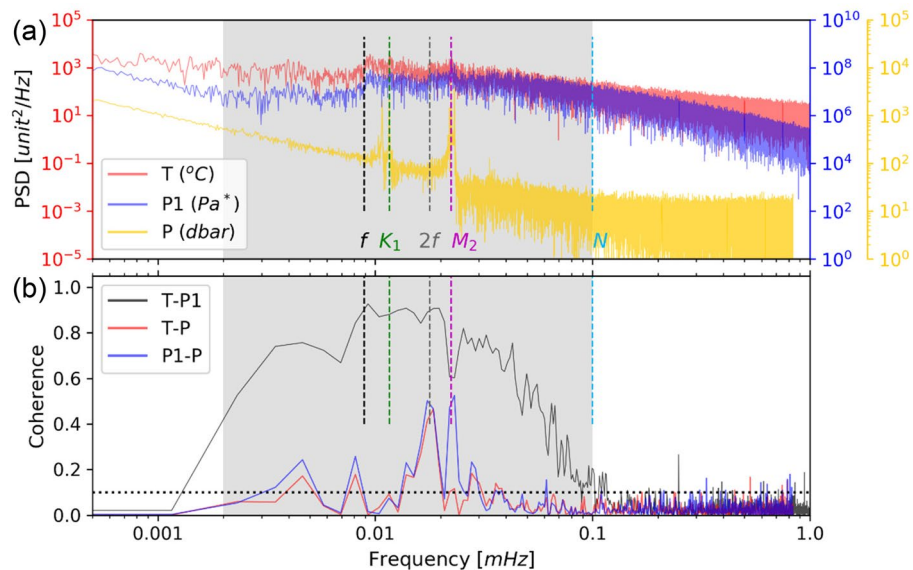 (a)
10^5
10^3
10^1
10^-1
10^-3
10^-5
PSD [unit^2/Hz]
10^10
10^8
10^6
10^4
10^2
10^0
10^5
10^4
10^3
10^2
10^1
10^0
T (°C)
P1 (Pa*)
P (dbar)
f
K_1
2f
M_2
N
(b)
1.0
0.8
0.6
0.4
0.2
0.0
Coherence
T-P1
T-P
P1-P
0.001
0.01
0.1
1.0
Frequency [mHz]